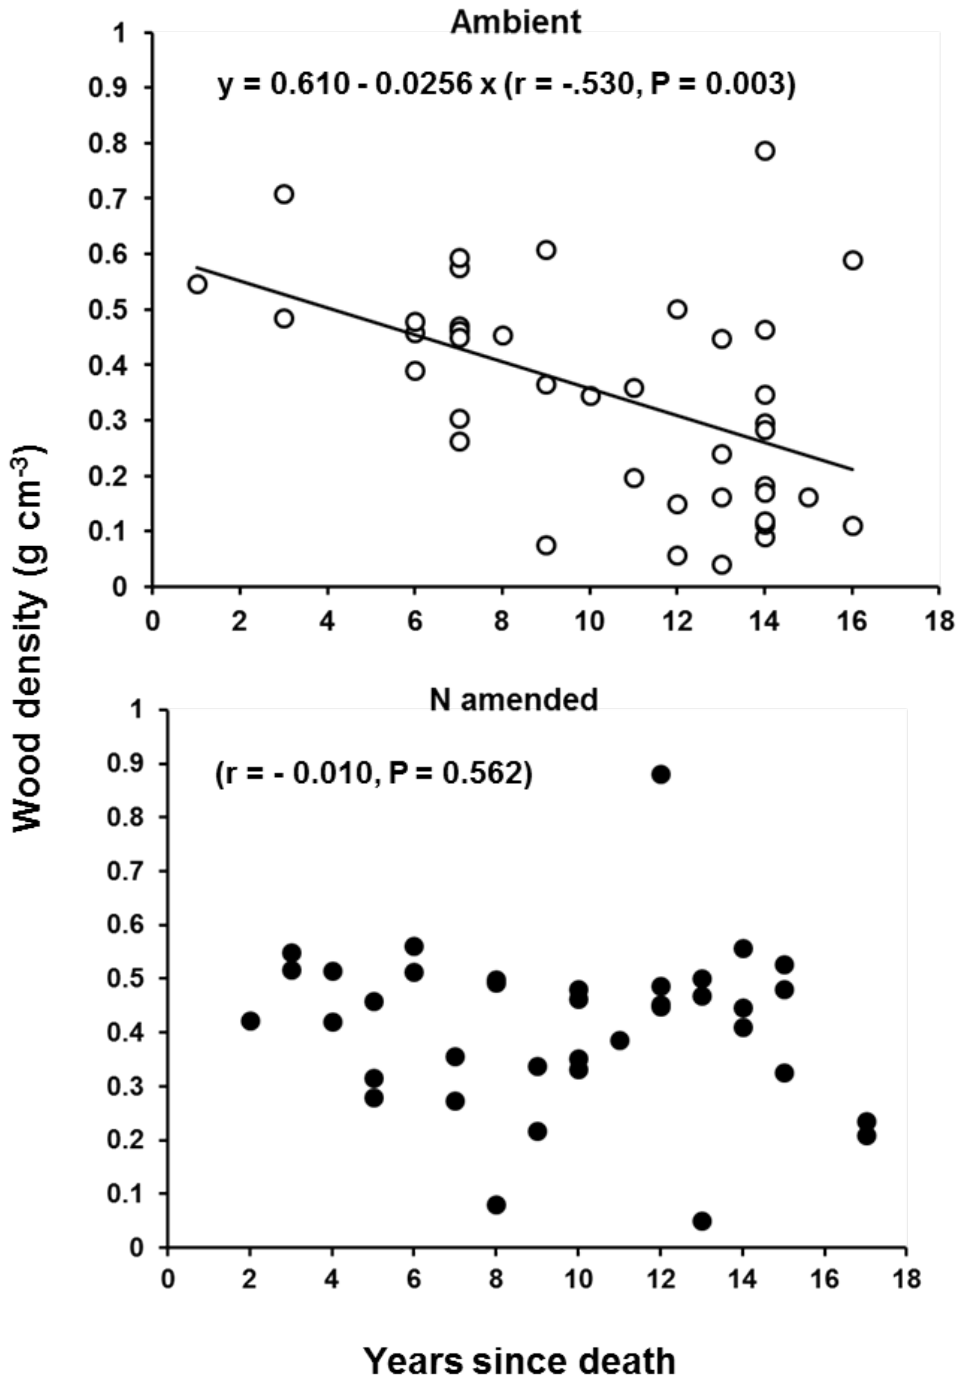 Ambient
y = 0.610 - 0.0256 x (r = -.530, P = 0.003)
1
0.9
0.8
0.7
0.6
0.5
0.4
0.3
0.2
0.1
0
0 2 4 6 8 10 12 14 16 18
Wood density (g cm-3)
N amended
(r = - 0.010, P = 0.562)
1
0.9
0.8
0.7
0.6
0.5
0.4
0.3
0.2
0.1
0
0 2 4 6 8 10 12 14 16 18
Years since death